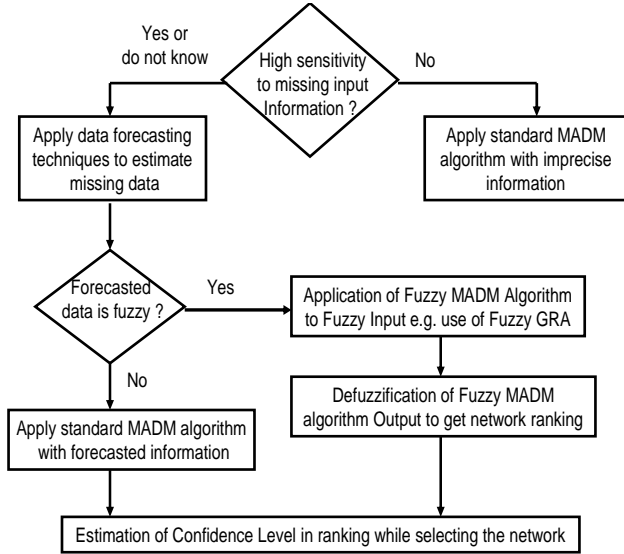 Yes or
do not know
High sensitivity
to missing input
Information ?
No
Apply data forecasting
techniques to estimate
missing data
Apply standard MADM
algorithm with imprecise
information
Forecasted
data is fuzzy ?
Yes
Application of Fuzzy MADM Algorithm
to Fuzzy Input e.g. use of Fuzzy GRA
No
Defuzzification of Fuzzy MADM
algorithm Output to get network ranking
Apply standard MADM algorithm
with forecasted information
Estimation of Confidence Level in ranking while selecting the network